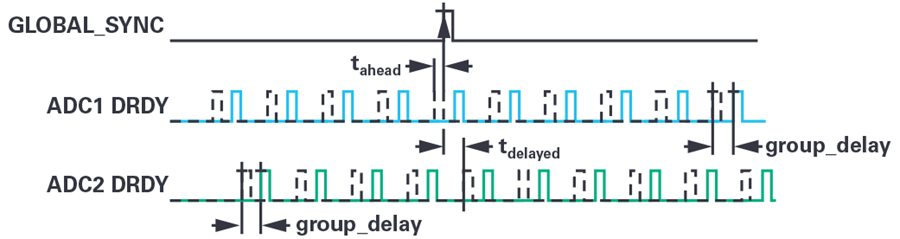 GLOBAL_SYNC
tahead
ADC1 DRDY
group_delay
tdelayed
ADC2 DRDY
group_delay